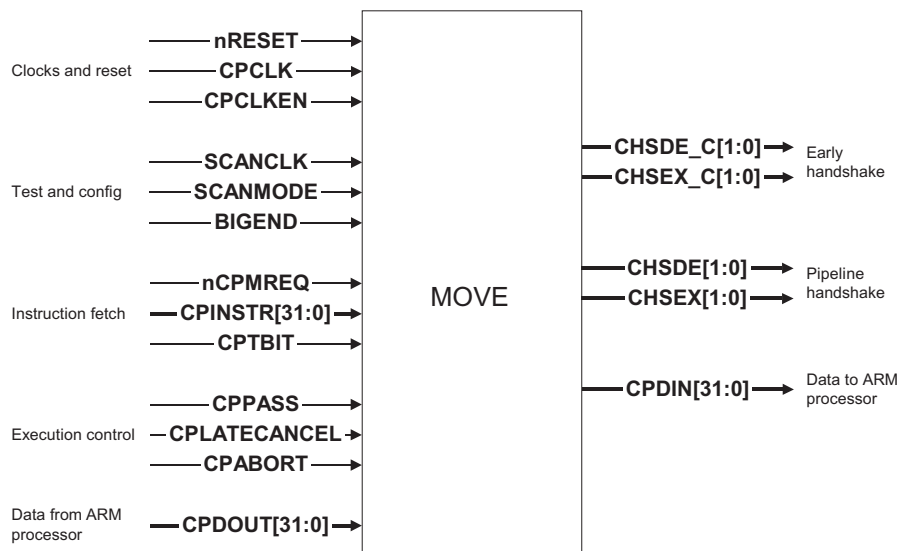 nRESET
Clocks and reset
CPCLK
CPCLKEN
SCANCLK
Test and config
SCANMODE
BIGEND
nCPMREQ
Instruction fetch
CPINSTR[31:0]
CPTBIT
CPPASS
Execution control
CPLATECANCEL
CPABORT
Data from ARM
processor
CPDOUT[31:0]
MOVE
CHSDE_C[1:0]
CHSEX_C[1:0]
Early
handshake
CHSDE[1:0]
CHSEX[1:0]
Pipeline
handshake
CPDIN[31:0]
Data to ARM
processor